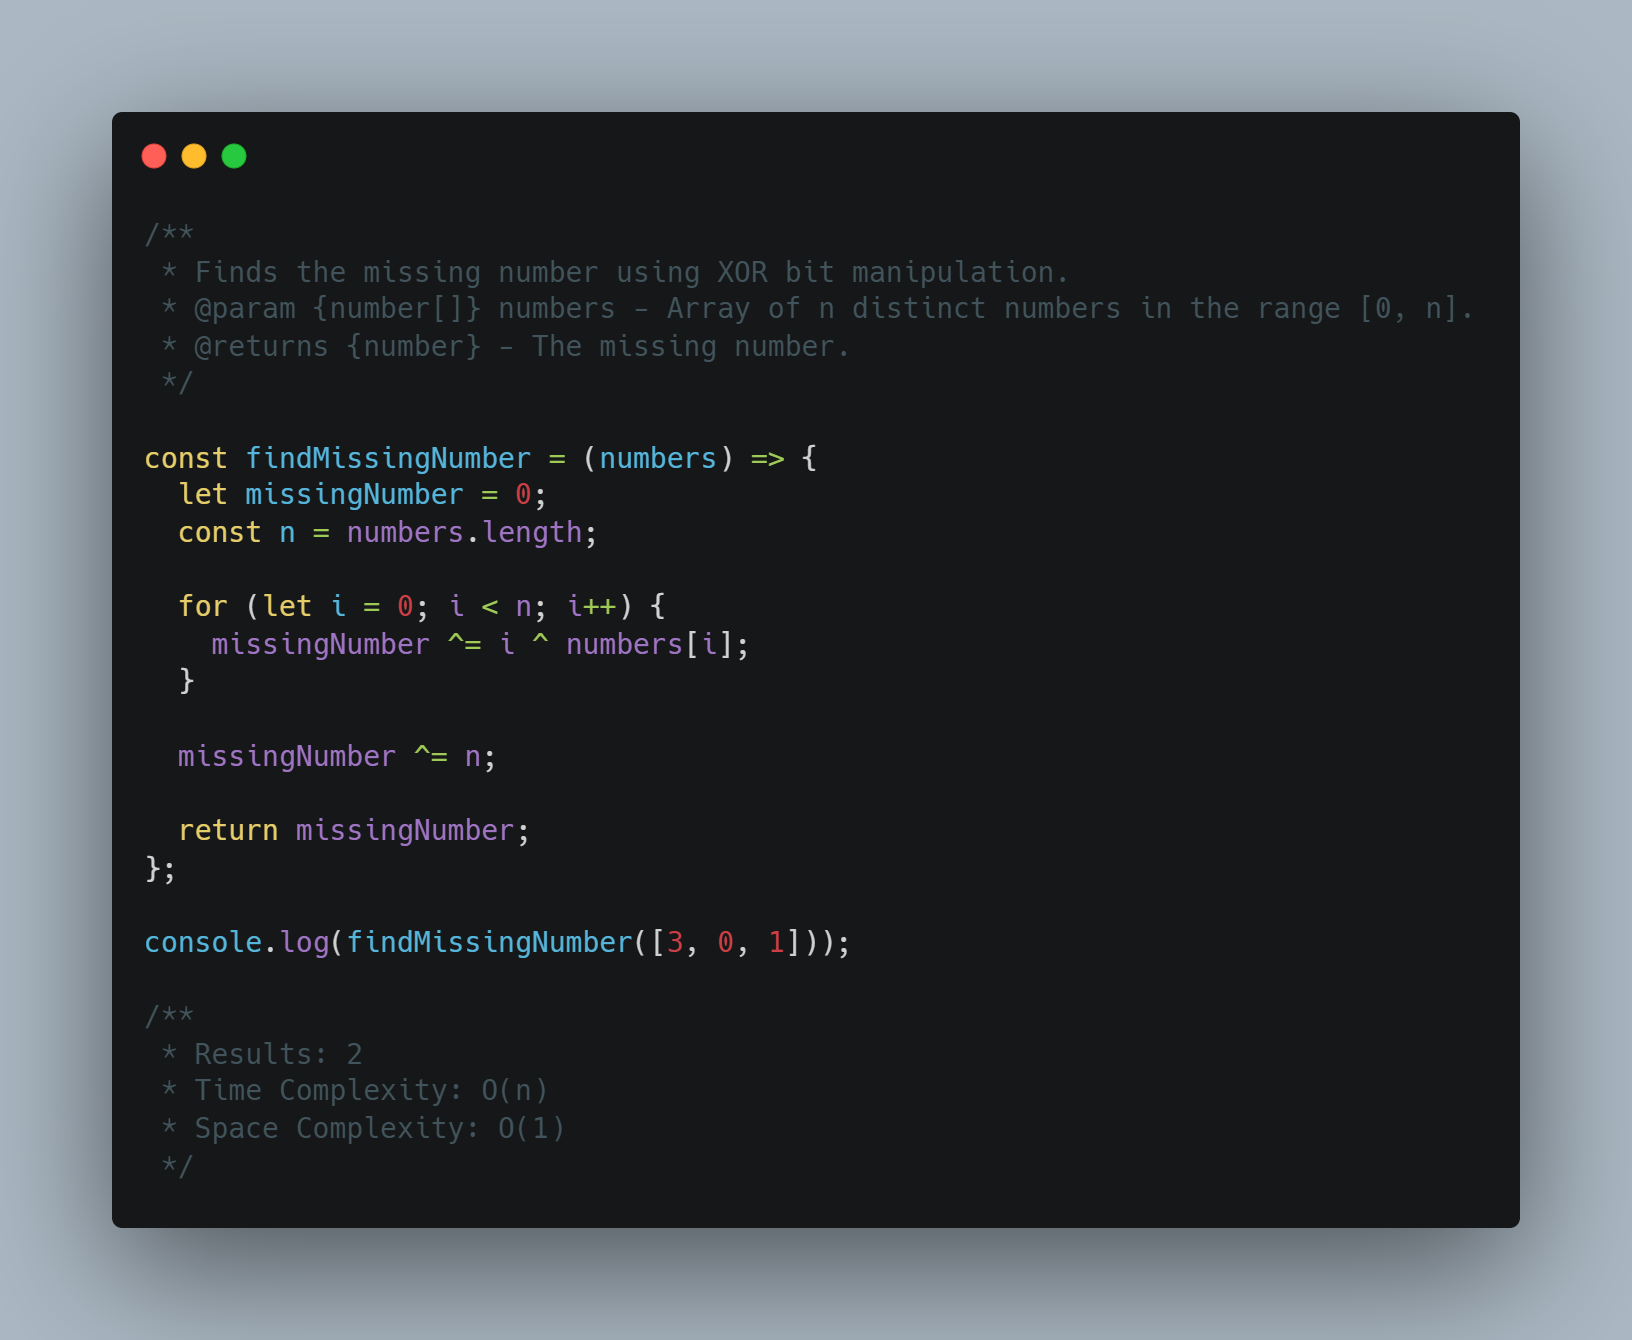 /**
 * Finds the missing number using XOR bit manipulation.
 * @param {number[]} numbers - Array of n distinct numbers in the range [0, n].
 * @returns {number} - The missing number.
 */

const findMissingNumber = (numbers) => {
  let missingNumber = 0;
  const n = numbers.length;

  for (let i = 0; i < n; i++) {
    missingNumber ^= i ^ numbers[i];
  }

  missingNumber ^= n;

  return missingNumber;
};

console.log(findMissingNumber([3, 0, 1]));

/**
 * Results: 2
 * Time Complexity: O(n)
 * Space Complexity: O(1)
 */